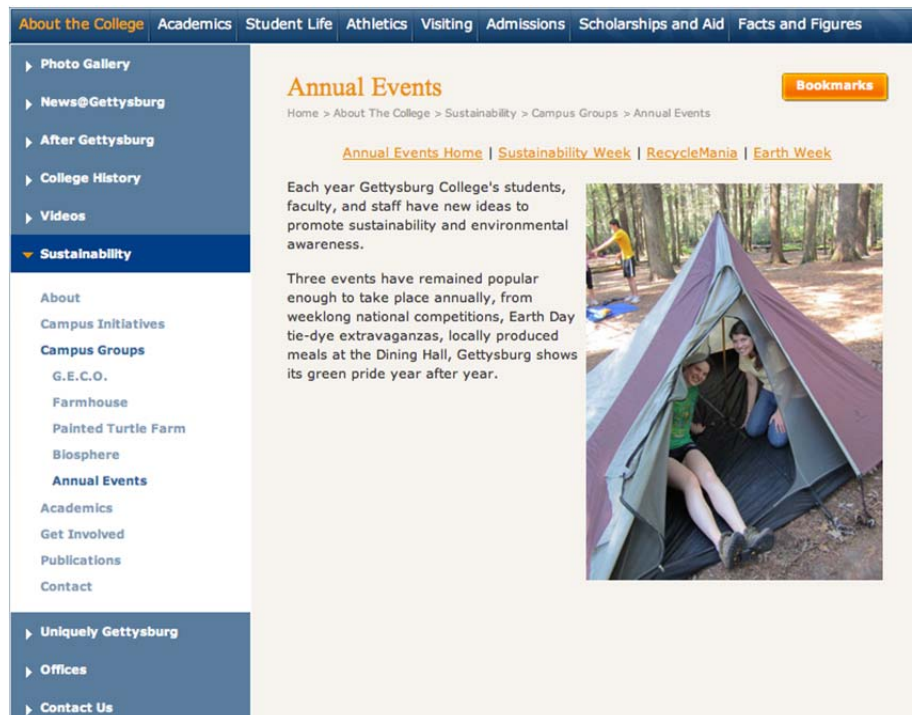 About the College Academics Student Life Athletics Visiting Admissions Scholarships and Aid Facts and Figures
Photo Gallery
News@Gettysburg
After Gettysburg
College History
Videos
Sustainability
About
Campus Initiatives
Campus Groups
G.E.C.O.
Farmhouse
Painted Turtle Farm
Biosphere
Annual Events
Academics
Get Involved
Publications
Contact
Uniquely Gettysburg
Offices
Contact Us
Annual Events
Bookmarks
Home > About The College > Sustainability > Campus Groups > Annual Events
Annual Events Home | Sustainability Week | RecycleMania | Earth Week
Each year Gettysburg College's students,
faculty, and staff have new ideas to
promote sustainability and environmental
awareness.
Three events have remained popular
enough to take place annually, from
weeklong national competitions, Earth Day
tie-dye extravaganzas, locally produced
meals at the Dining Hall, Gettysburg shows
its green pride year after year.